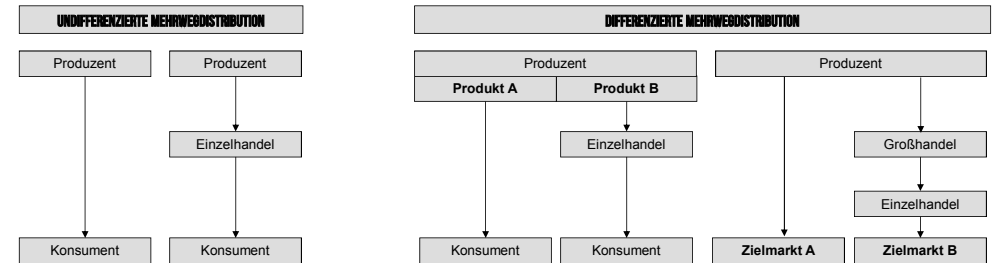 UNDIFFERENZIERTE MEHRWEGDISTRIBUTION
DIFFERENZIERTE MEHRWEGDISTRIBUTION
Produzent
Produzent
Produzent
Produzent
Produkt A
Produkt B
Einzelhandel
Einzelhandel
Großhandel
Einzelhandel
Konsument
Konsument
Konsument
Konsument
Zielmarkt A
Zielmarkt B